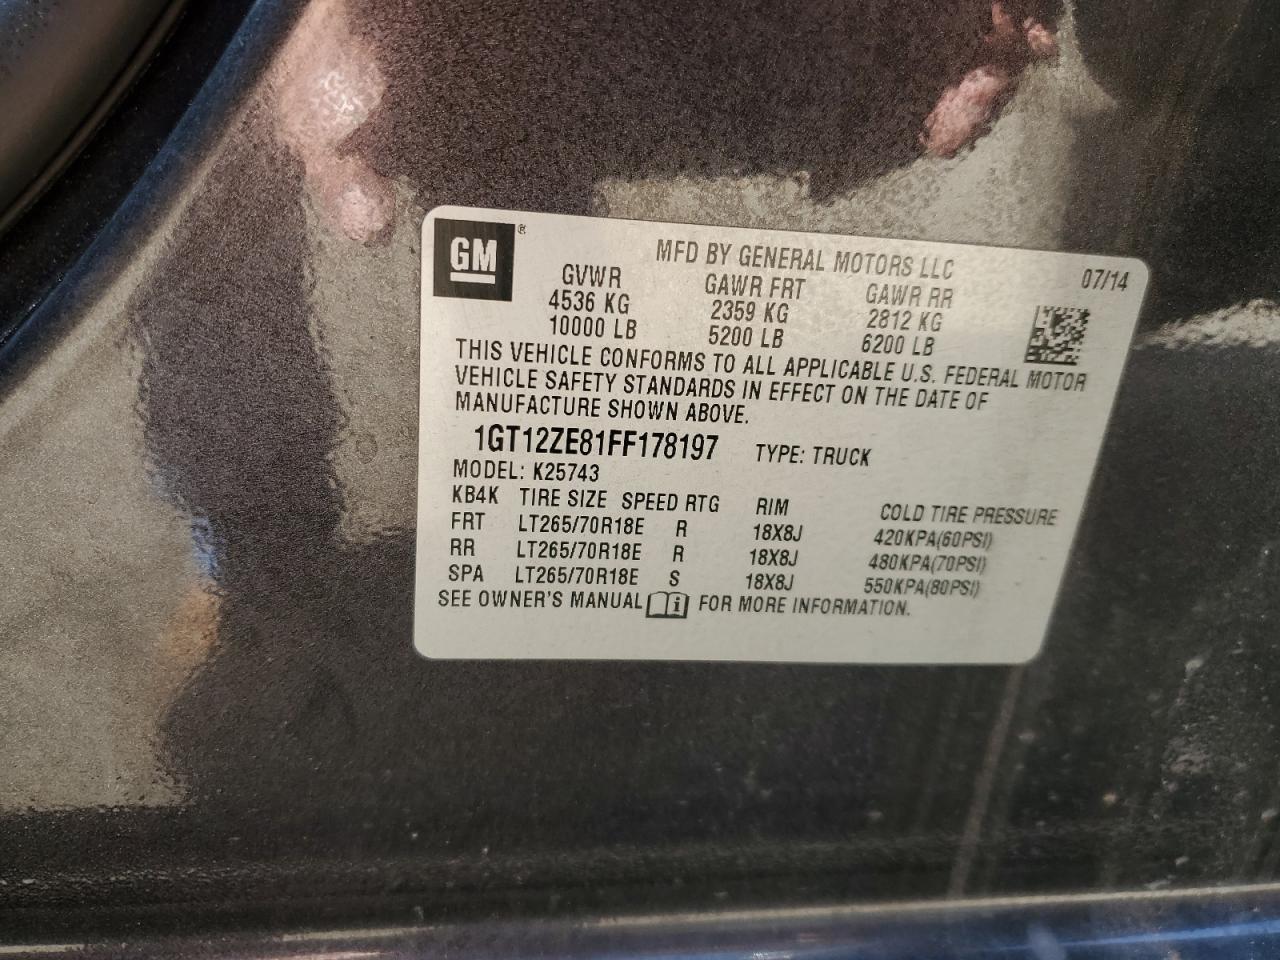 GM ®
MFD BY GENERAL MOTORS LLC 07/14
GVWR GAWR FRT GAWR RR
4536 KG 2359 KG 2812 KG
10000 LB 5200 LB 6200 LB
THIS VEHICLE CONFORMS TO ALL APPLICABLE U.S. FEDERAL MOTOR
VEHICLE SAFETY STANDARDS IN EFFECT ON THE DATE OF
MANUFACTURE SHOWN ABOVE.
1GT12ZE81FF178197 TYPE: TRUCK
MODEL: K25743
KB4K TIRE SIZE SPEED RTG RIM COLD TIRE PRESSURE
FRT LT265/70R18E R 18X8J 420KPA(60PSI)
RR LT265/70R18E R 18X8J 480KPA(70PSI)
SPA LT265/70R18E S 18X8J 550KPA(80PSI)
SEE OWNER'S MANUAL i FOR MORE INFORMATION.